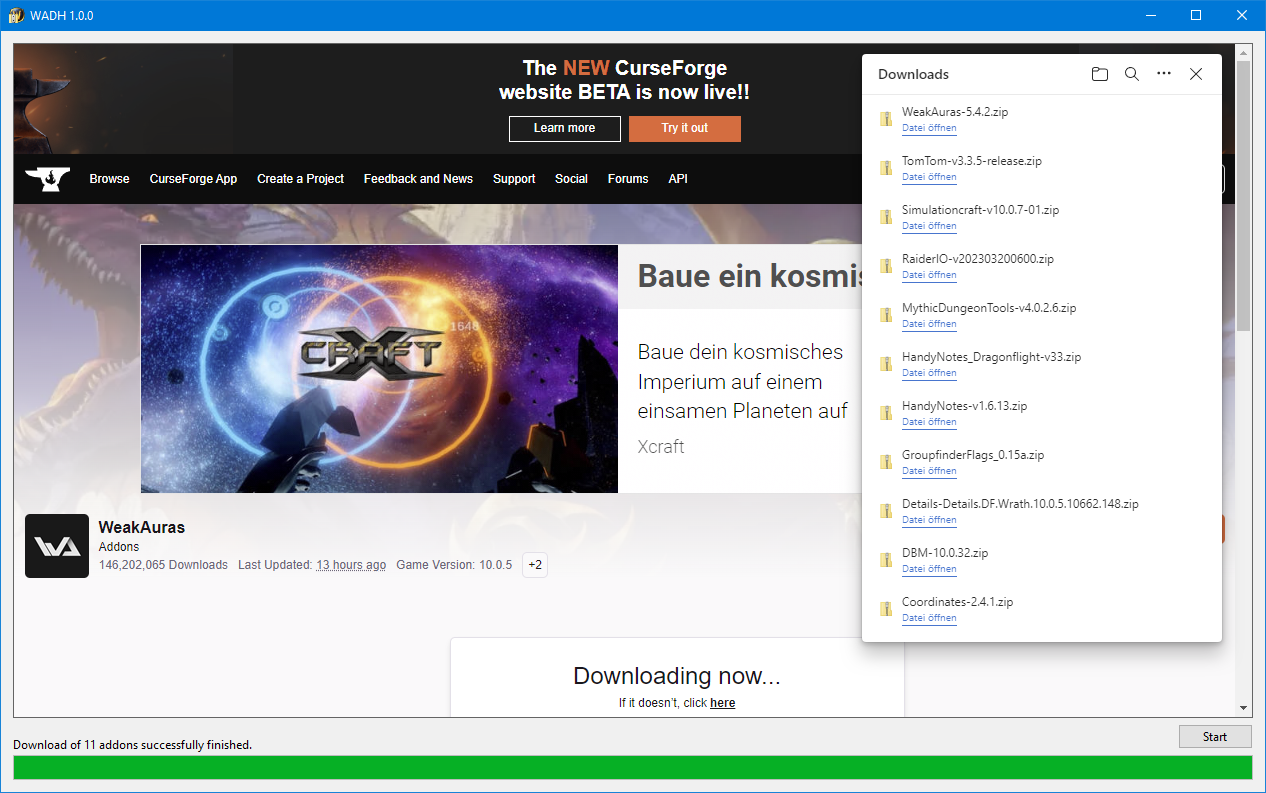 WADH 1.0.0
The NEW CurseForge
website BETA is now live!!
Learn more
Try it out
Browse
CurseForge App
Create a Project
Feedback and News
Support
Social
Forums
API
1646
CRAFT
X
Baue ein kosmis
Baue dein kosmisches
Imperium auf einem
einsamen Planeten auf
Xcraft
WA
WeakAuras
Addons
146,202,065 Downloads
Last Updated: 13 hours ago
Game Version: 10.0.5
+2
Downloading now...
If it doesn't, click here
Downloads
WeakAuras-5.4.2.zip
Datei öffnen
TomTom-v3.3.5-release.zip
Datei öffnen
Simulationcraft-v10.0.7-01.zip
Datei öffnen
RaiderIO-v202303200600.zip
Datei öffnen
MythicDungeonTools-v4.0.2.6.zip
Datei öffnen
HandyNotes_Dragonflight-v33.zip
Datei öffnen
HandyNotes-v1.6.13.zip
Datei öffnen
GroupfinderFlags_0.15a.zip
Datei öffnen
Details-Details.DF.Wrath.10.0.5.10662.148.zip
Datei öffnen
DBM-10.0.32.zip
Datei öffnen
Coordinates-2.4.1.zip
Datei öffnen
Start
Download of 11 addons successfully finished.